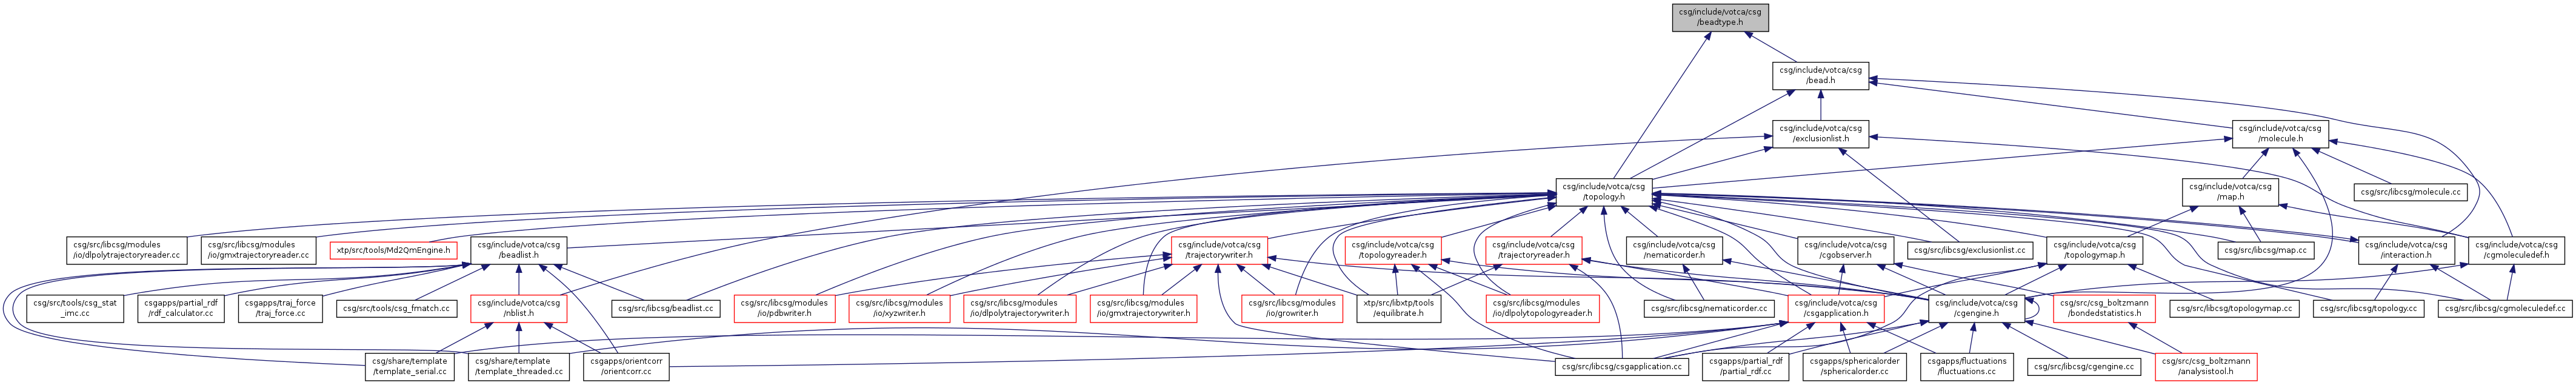 csg/include/votca/csg
/beadtype.h
csg/include/votca/csg
/bead.h
csg/include/votca/csg
/exclusionlist.h
csg/include/votca/csg
/molecule.h
csg/include/votca/csg
/topology.h
csg/include/votca/csg
/map.h
csg/src/libcsg/molecule.cc
csg/src/libcsg/modules
/io/dlpolytrajectoryreader.cc
csg/src/libcsg/modules
/io/gmxtrajectoryreader.cc
xtp/src/tools/Md2QmEngine.h
csg/include/votca/csg
/beadlist.h
csg/include/votca/csg
/trajectorywriter.h
csg/include/votca/csg
/topologyreader.h
csg/include/votca/csg
/trajectoryreader.h
csg/include/votca/csg
/nematicorder.h
csg/include/votca/csg
/cgobserver.h
csg/src/libcsg/exclusionlist.cc
csg/include/votca/csg
/topologymap.h
csg/src/libcsg/map.cc
csg/include/votca/csg
/interaction.h
csg/include/votca/csg
/cgmoleculedef.h
csg/src/tools/csg_stat
_imc.cc
csgapps/partial_rdf
/rdf_calculator.cc
csgapps/traj_force
/traj_force.cc
csg/src/tools/csg_fmatch.cc
csg/include/votca/csg
/nblist.h
csg/src/libcsg/beadlist.cc
csg/src/libcsg/modules
/io/pdbwriter.h
csg/src/libcsg/modules
/io/xyzwriter.h
csg/src/libcsg/modules
/io/dlpolytrajectorywriter.h
csg/src/libcsg/modules
/io/gmxtrajectorywriter.h
csg/src/libcsg/modules
/io/growriter.h
xtp/src/libxtp/tools
/equilibrate.h
csg/src/libcsg/modules
/io/dlpolytopologyreader.h
csg/src/libcsg/nematicorder.cc
csg/include/votca/csg
/csgapplication.h
csg/include/votca/csg
/cgengine.h
csg/src/csg_boltzmann
/bondedstatistics.h
csg/src/libcsg/topologymap.cc
csg/src/libcsg/topology.cc
csg/src/libcsg/cgmoleculedef.cc
csg/share/template
/template_serial.cc
csg/share/template
/template_threaded.cc
csgapps/orientcorr
/orientcorr.cc
csg/src/libcsg/csgapplication.cc
csgapps/partial_rdf
/partial_rdf.cc
csgapps/sphericalorder
/sphericalorder.cc
csgapps/fluctuations
/fluctuations.cc
csg/src/libcsg/cgengine.cc
csg/src/csg_boltzmann
/analysistool.h